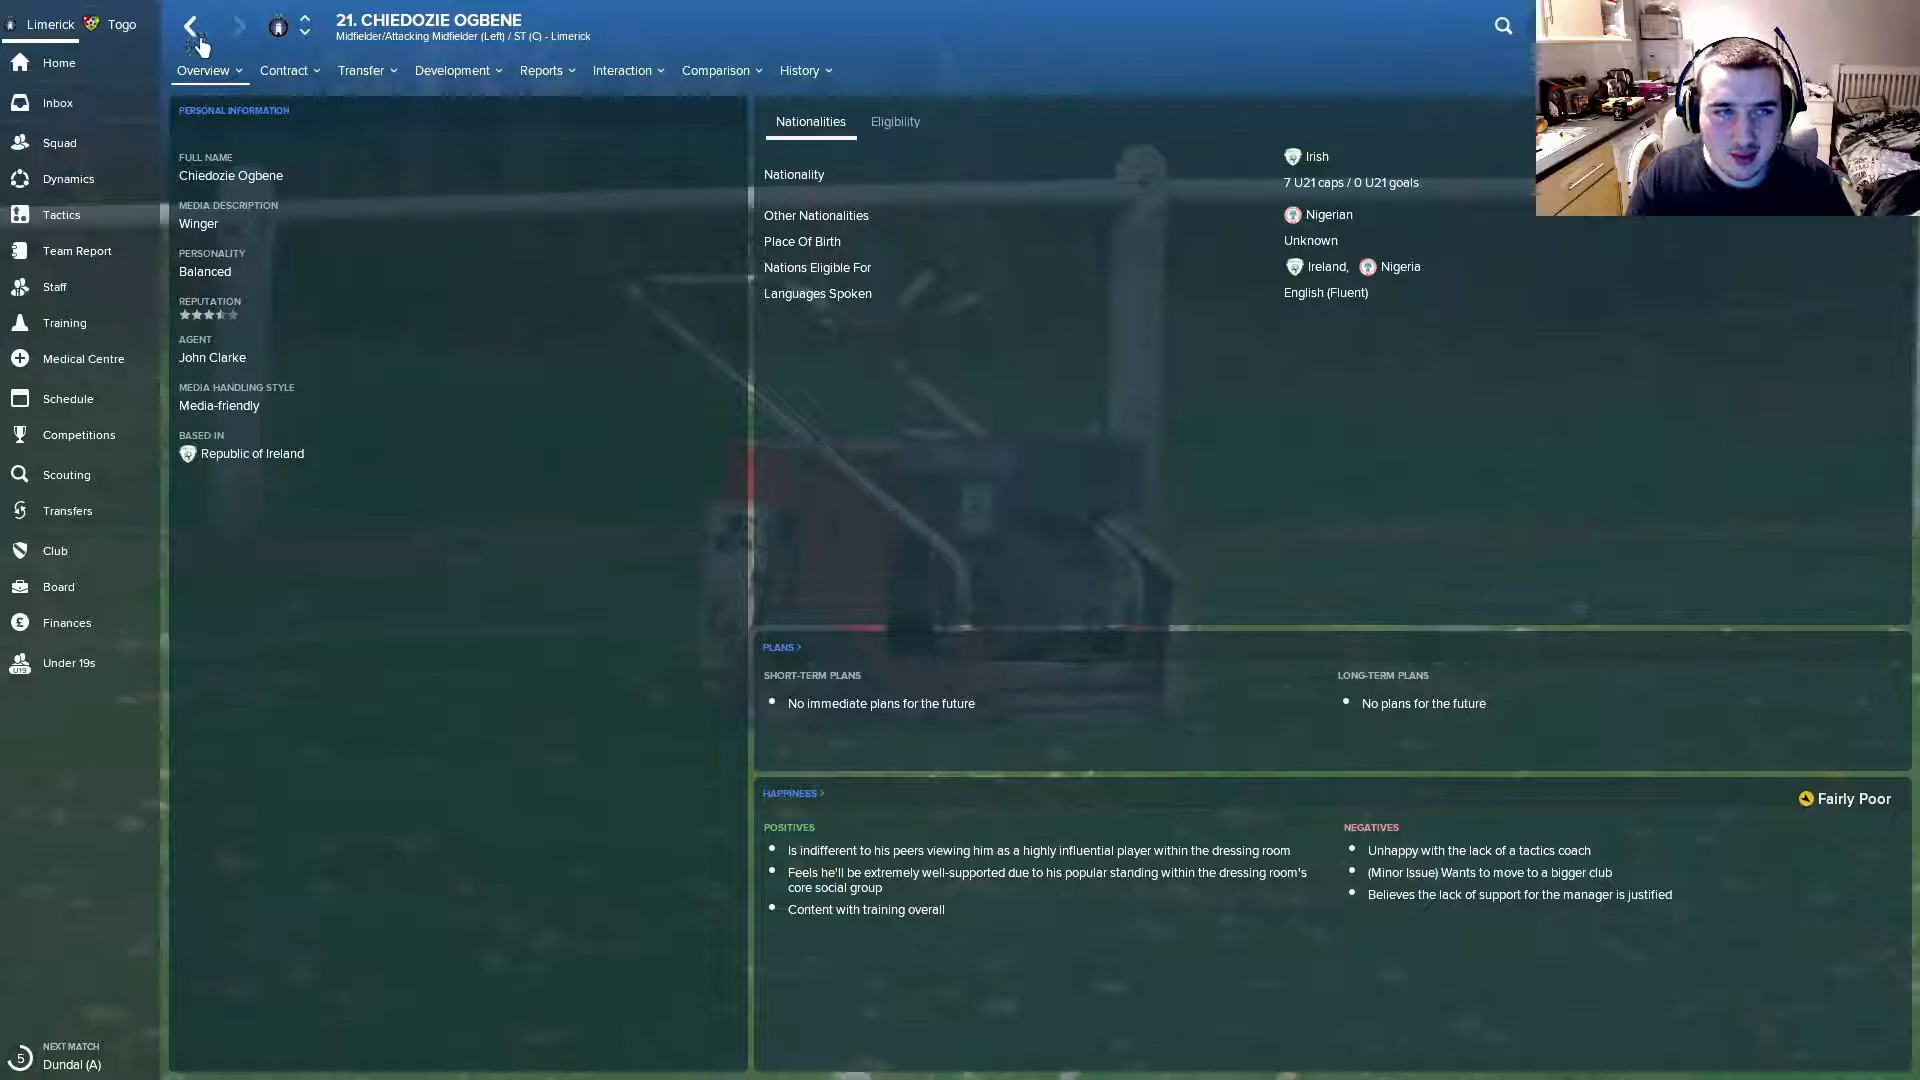 Limerick Togo
21. CHIEDOZIE OGBENE
Midfielder/Attacking Midfielder (Left) / ST (C) - Limerick
Overview Contract Transfer Development Reports Interaction Comparison History
Home
Inbox
Squad
Dynamics
Tactics
Team Report
Staff
Training
Medical Centre
Schedule
Competitions
Scouting
Transfers
Club
Board
Finances
U19
Under 19s
5
NEXT MATCH
Dundal (A)
PERSONAL INFORMATION
FULL NAME
Chiedozie Ogbene
MEDIA DESCRIPTION
Winger
PERSONALITY
Balanced
REPUTATION
AGENT
John Clarke
MEDIA HANDLING STYLE
Media-friendly
BASED IN
Republic of Ireland
Nationalities Eligibility
Nationality Irish
7 U21 caps / 0 U21 goals
Other Nationalities Nigerian
Place Of Birth Unknown
Nations Eligible For Ireland, Nigeria
Languages Spoken English (Fluent)
PLANS >
SHORT-TERM PLANS
No immediate plans for the future
LONG-TERM PLANS
No plans for the future
HAPPINESS >
Fairly Poor
POSITIVES
Is indifferent to his peers viewing him as a highly influential player within the dressing room
Feels he'll be extremely well-supported due to his popular standing within the dressing room's
core social group
Content with training overall
NEGATIVES
Unhappy with the lack of a tactics coach
(Minor Issue) Wants to move to a bigger club
Believes the lack of support for the manager is justified